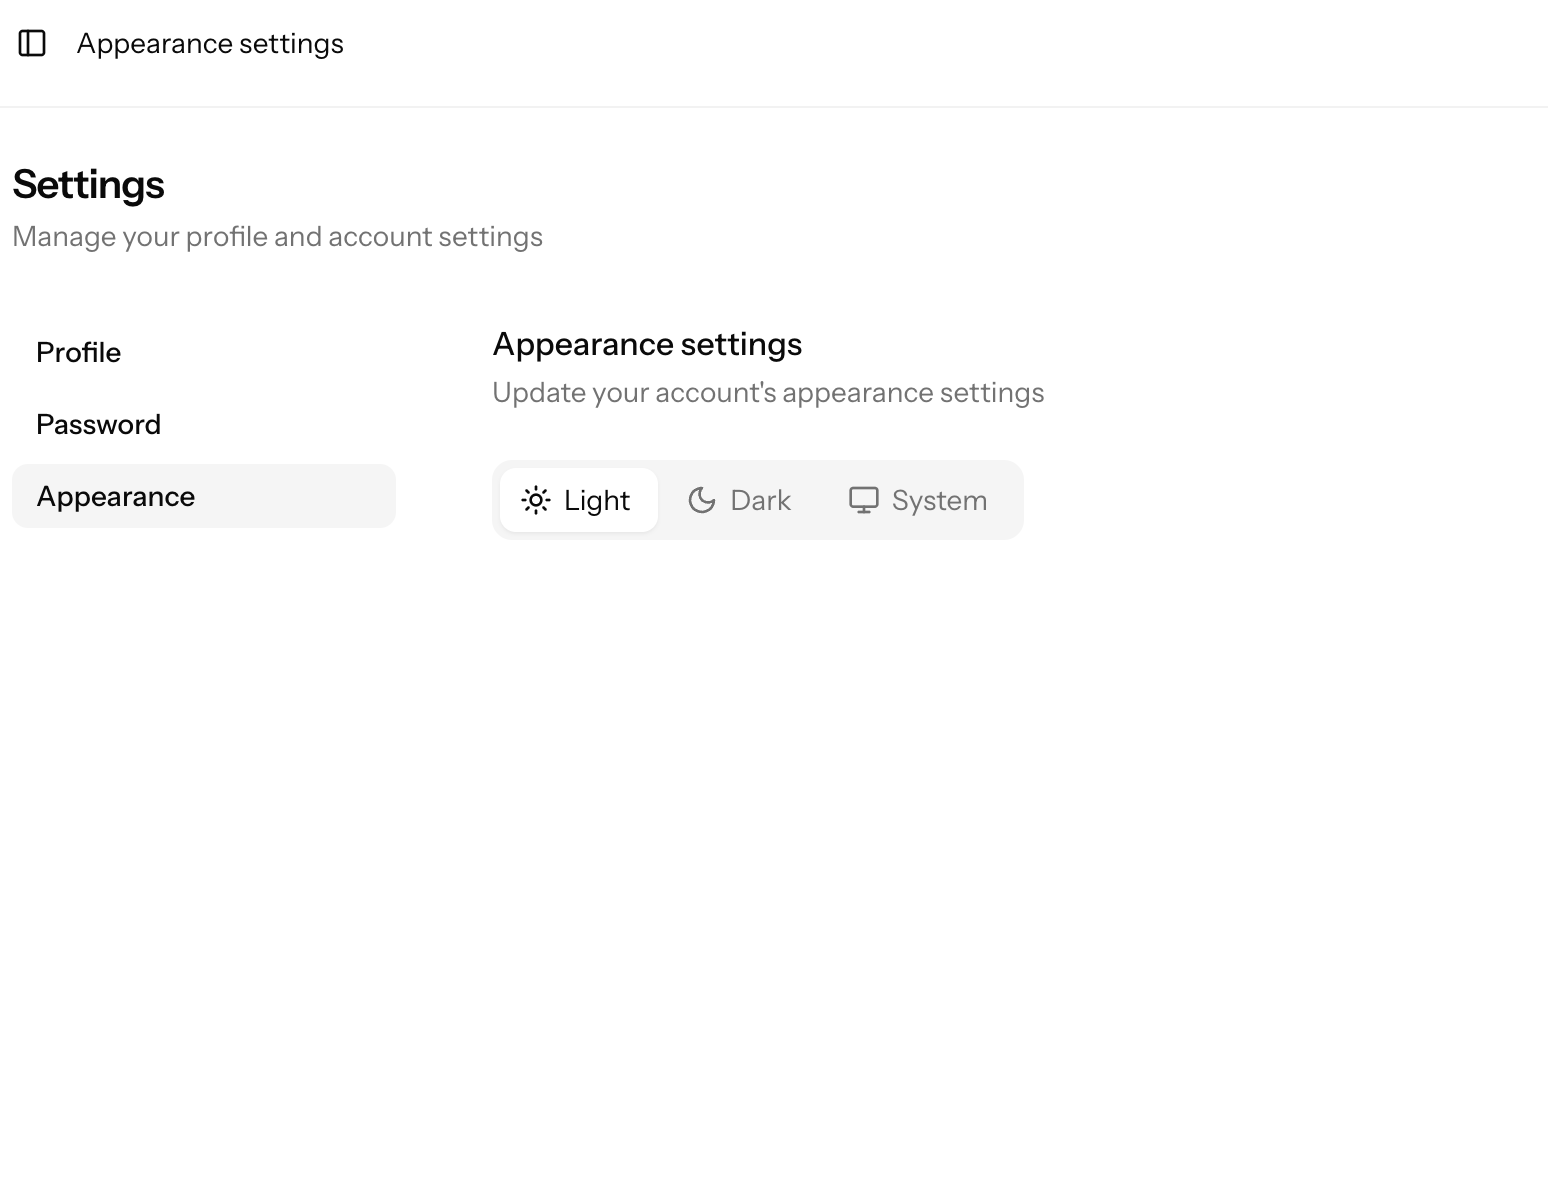 Appearance settings
Settings
Manage your profile and account settings
Profile
Password
Appearance
Appearance settings
Update your account's appearance settings
Light
Dark
System